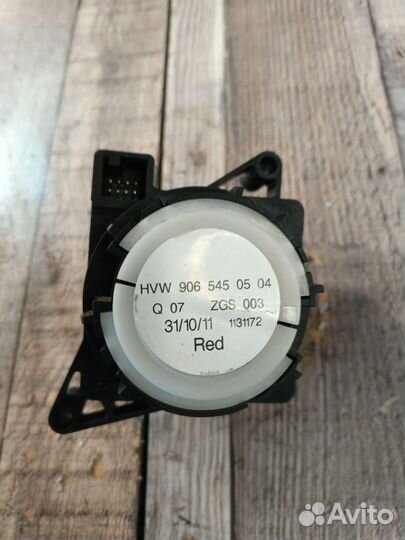 HVW 906 545 05 04
Q 07 ZGS 003
31/10/11 1131172
Red
Avito